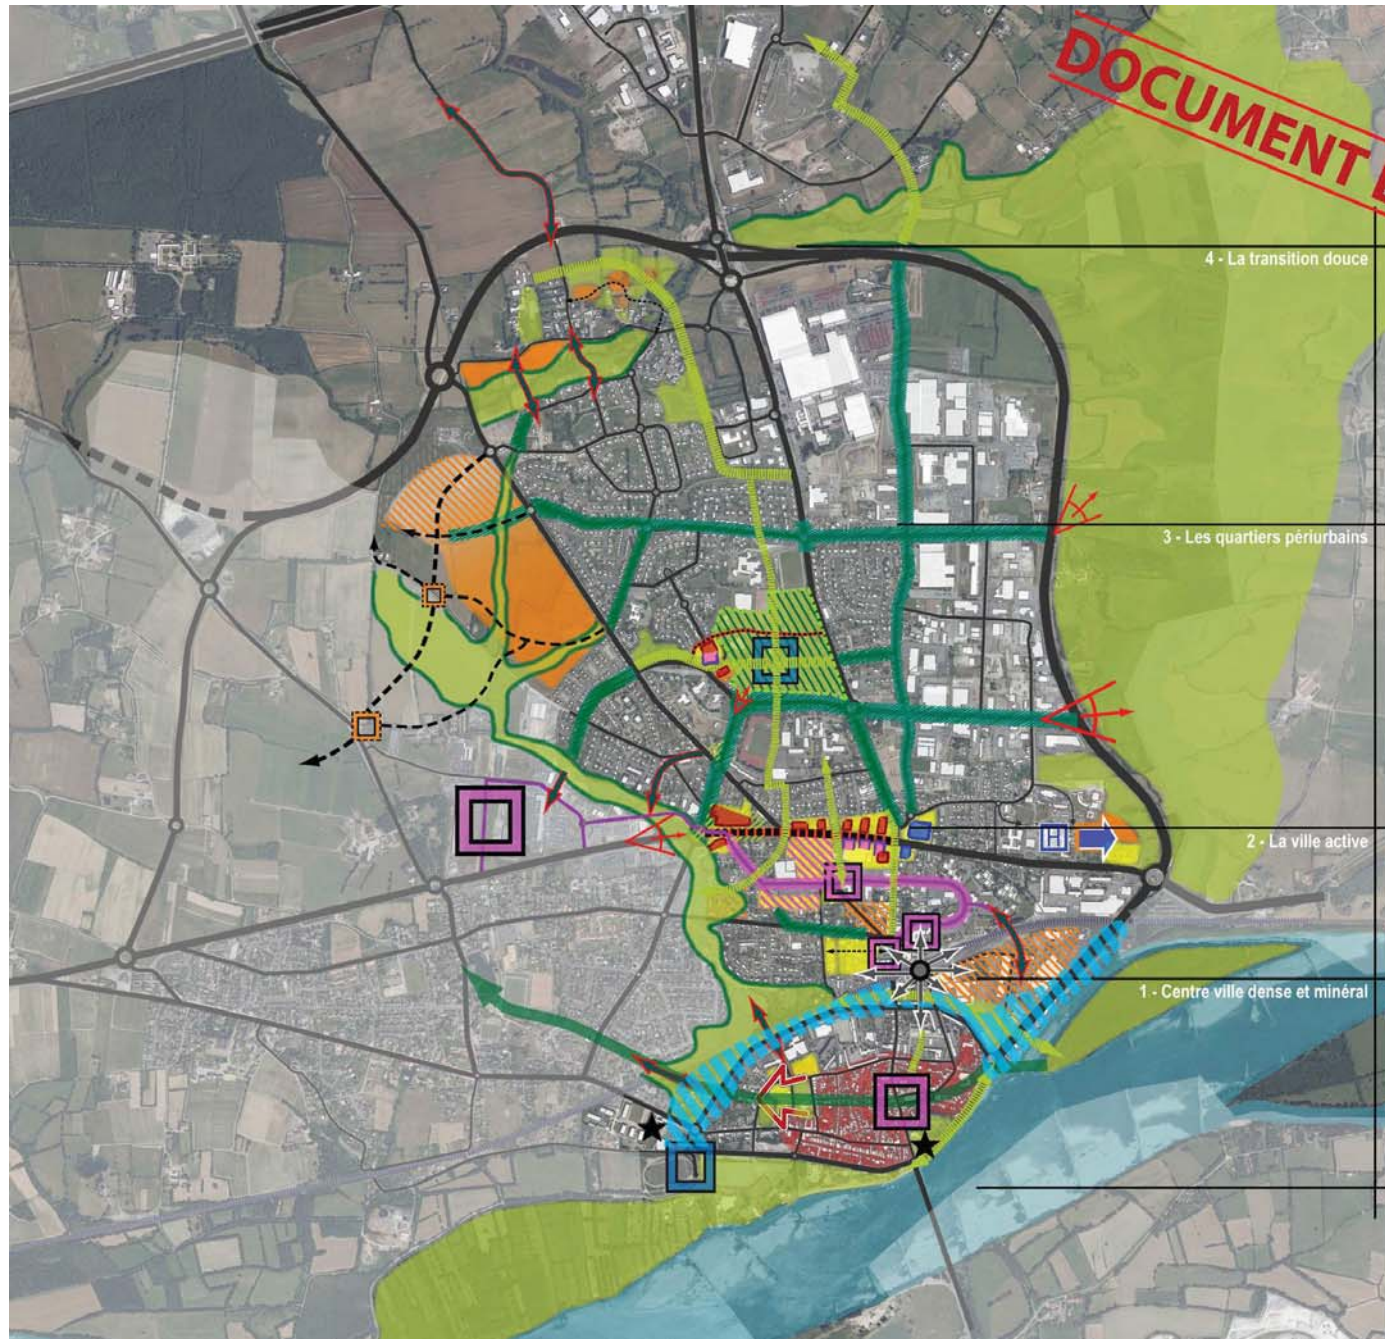 DOCUMENT
4 - La transition douce
3 - Les quartiers périurbains
2 - La ville active
H
1 - Centre ville dense et minéral